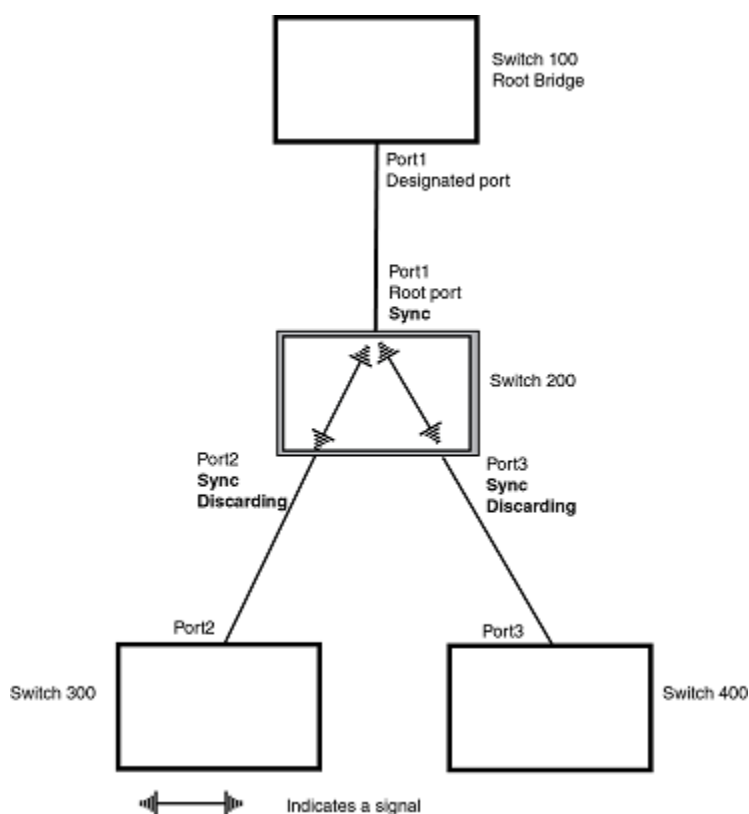 Switch 100
Root Bridge
Port1
Designated port
Port1
Root port
Sync
Switch 200
Port2
Sync
Discarding
Port3
Sync
Discarding
Port2
Port3
Switch 300
Switch 400
Indicates a signal